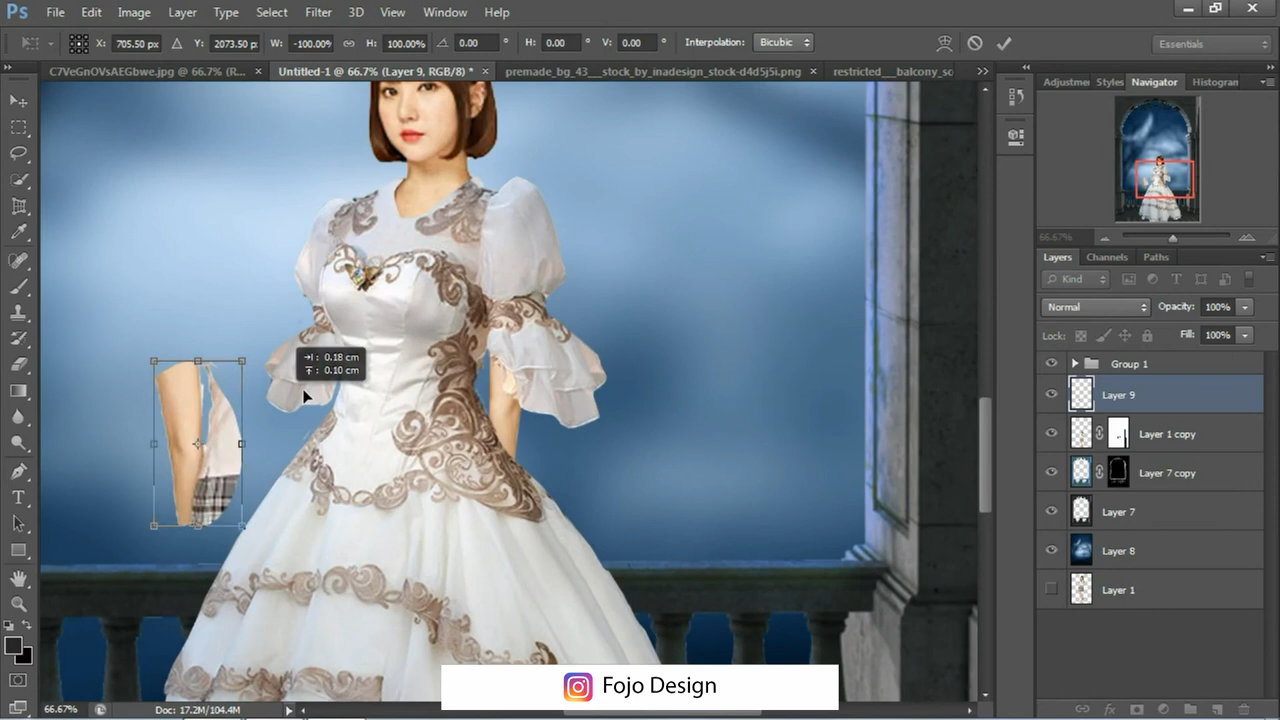 Ps File Edit Image Layer Type Select Filter 3D View Window Help
X: 705.50 px Y: 2073.50 p: W: -100.009 H: 100.00% 0.00 ° H: 0.00 ° V: 0.00 ° Interpolation: Bicubic Essentials
C7VeGnOVsAEGbwe.jpg @ 66.7% (R... × Untitled-1 @ 66.7% (Layer 9, RGB/8) * × premade_bg_43___stock_by_inadesign_stock-d4d5j5i.png × restricted___balcony_so
Adjustmer Styles Navigator Histogran
66.67%
Layers Channels Paths
Kind
Normal Opacity: 100%
Lock: Fill: 100%
Group 1
Layer 9
Layer 1 copy
Layer 7 copy
Layer 7
Layer 8
Layer 1
: 0.18 cm
: 0.10 cm
Fojo Design
66.67% Doc: 17.2M/104.4M